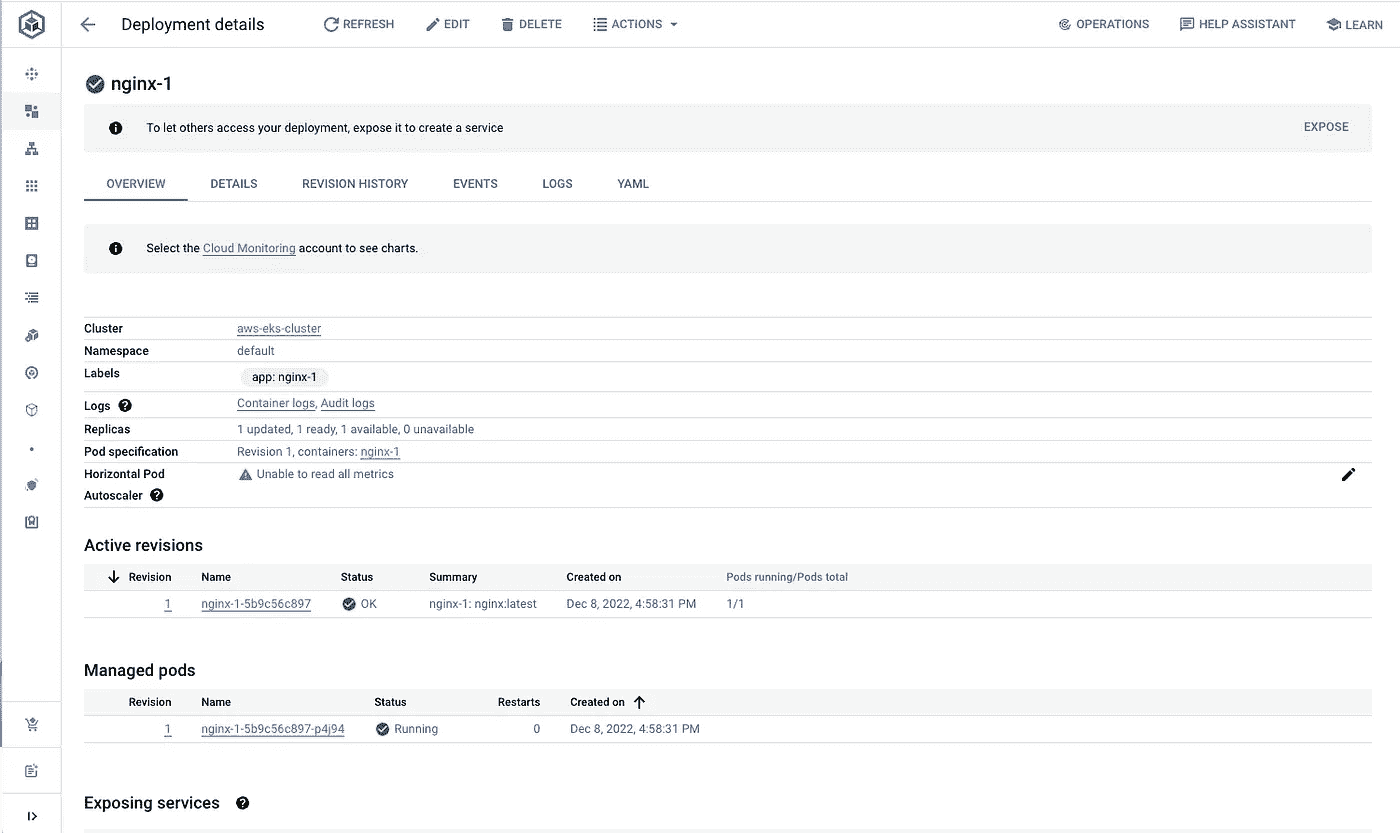 Deployment details REFRESH EDIT DELETE ACTIONS OPERATIONS HELP ASSISTANT LEARN
nginx-1
To let others access your deployment, expose it to create a service EXPOSE
OVERVIEW DETAILS REVISION HISTORY EVENTS LOGS YAML
Select the Cloud Monitoring account to see charts.
Cluster aws-eks-cluster
Namespace default
Labels app: nginx-1
Logs Container logs, Audit logs
Replicas 1 updated, 1 ready, 1 available, 0 unavailable
Pod specification Revision 1, containers: nginx-1
Horizontal Pod Unable to read all metrics
Autoscaler
Active revisions
Revision Name Status Summary Created on Pods running/Pods total
1 nginx-1-5b9c56c897 OK nginx-1: nginx:latest Dec 8, 2022, 4:58:31 PM 1/1
Managed pods
Revision Name Status Restarts Created on
1 nginx-1-5b9c56c897-p4j94 Running 0 Dec 8, 2022, 4:58:31 PM
Exposing services